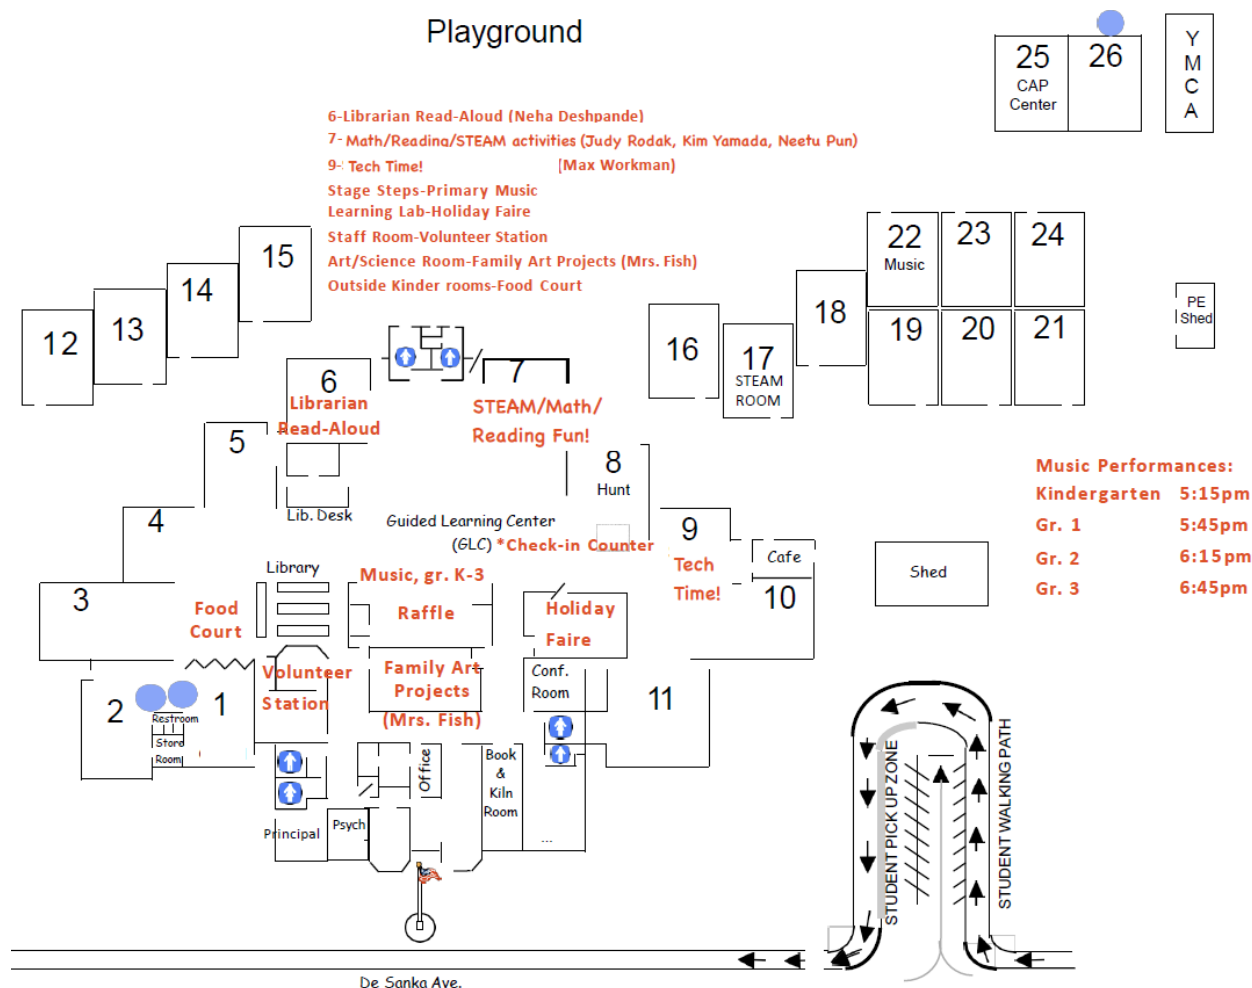 Playground
25
CAP
Center
26
Y
M
C
A
6-Librarian Read-Aloud (Neha Deshpande)
7- Math/Reading/STEAM activities (Judy Rodak, Kim Yamada, Neetu Pun)
9-: Tech Time! (Max Workman)
Stage Steps-Primary Music
Learning Lab-Holiday Faire
Staff Room-Volunteer Station
Art/Science Room-Family Art Projects (Mrs. Fish)
Outside Kinder rooms-Food Court
12
13
14
15
16
17
STEAM
ROOM
18
22
Music
23
24
19
20
21
PE
Shed
6
Librarian
Read-Aloud
7
STEAM/Math/
Reading Fun!
5
4
3
8
Hunt
Lib. Desk
Guided Learning Center
(GLC) *Check-in Counter
9
Tech
Time!
Cafe
10
Shed
Music Performances:
Kindergarten 5:15pm
Gr. 1 5:45pm
Gr. 2 6:15pm
Gr. 3 6:45pm
Library
Music, gr. K-3
Raffle
Food
Court
Holiday
Faire
Volunteer
Station
Family Art
Projects
(Mrs. Fish)
Conf.
Room
11
2
1
Restroom
Store
Room
Office
Book
&
Kiln
Room
Principal
Psych
...
STUDENT PICK UP ZONE
STUDENT WALKING PATH
De Sanka Ave.